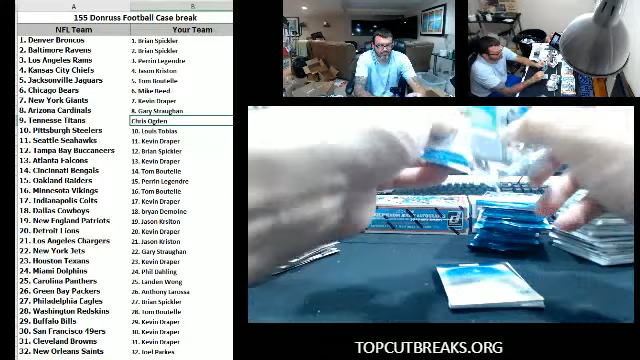 A B
155 Donruss Football Case break
NFL Team Your Team
1. Denver Broncos 1. Brian Spickler
2. Baltimore Ravens 2. Brian Spickler
3. Los Angeles Rams 3. Perrin Legendre
4. Kansas City Chiefs 4. Jason Kriston
5. Jacksonville Jaguars 5. Tom Boutelle
6. Chicago Bears 6. Mike Reed
7. New York Giants 7. Kevin Draper
8. Arizona Cardinals 8. Gary Straughan
9. Tennesse Titans Chris Ogden
10. Pittsburgh Steelers 10. Louis Tobias
11. Seattle Seahawks 11. Kevin Draper
12. Tampa Bay Buccaneers 12. Brian Spickler
13. Atlanta Falcons 13. Kevin Draper
14. Cincinnati Bengals 14. Tom Boutelle
15. Oakland Raiders 15. Perrin Legendre
16. Minnesota Vikings 16. Tom Boutelle
17. Indianapolis Colts 17. Kevin Draper
18. Dallas Cowboys 18. bryan Demoine
19. New England Patriots 19. Jason Kriston
20. Detroit Lions 20. Kevin Draper
21. Los Angeles Chargers 21. Jason Kriston
22. New York Jets 22. Gary Straughan
23. Houston Texans 23. Kevin Draper
24. Miami Dolphins 24. Phil Dahling
25. Carolina Panthers 25. Landen Wong
26. Green Bay Packers 26. Anthony Larossa
27. Philadelphia Eagles 27. Brian Spickler
28. Washington Redskins 28. Tom Boutelle
29. Buffalo Bills 29. Kevin Draper
30. San Francisco 49ers 30. Kevin Draper
31. Cleveland Browns 31. Kevin Draper
32. New Orleans Saints 32. Joel Parkes
TOPCUTBREAKS.ORG